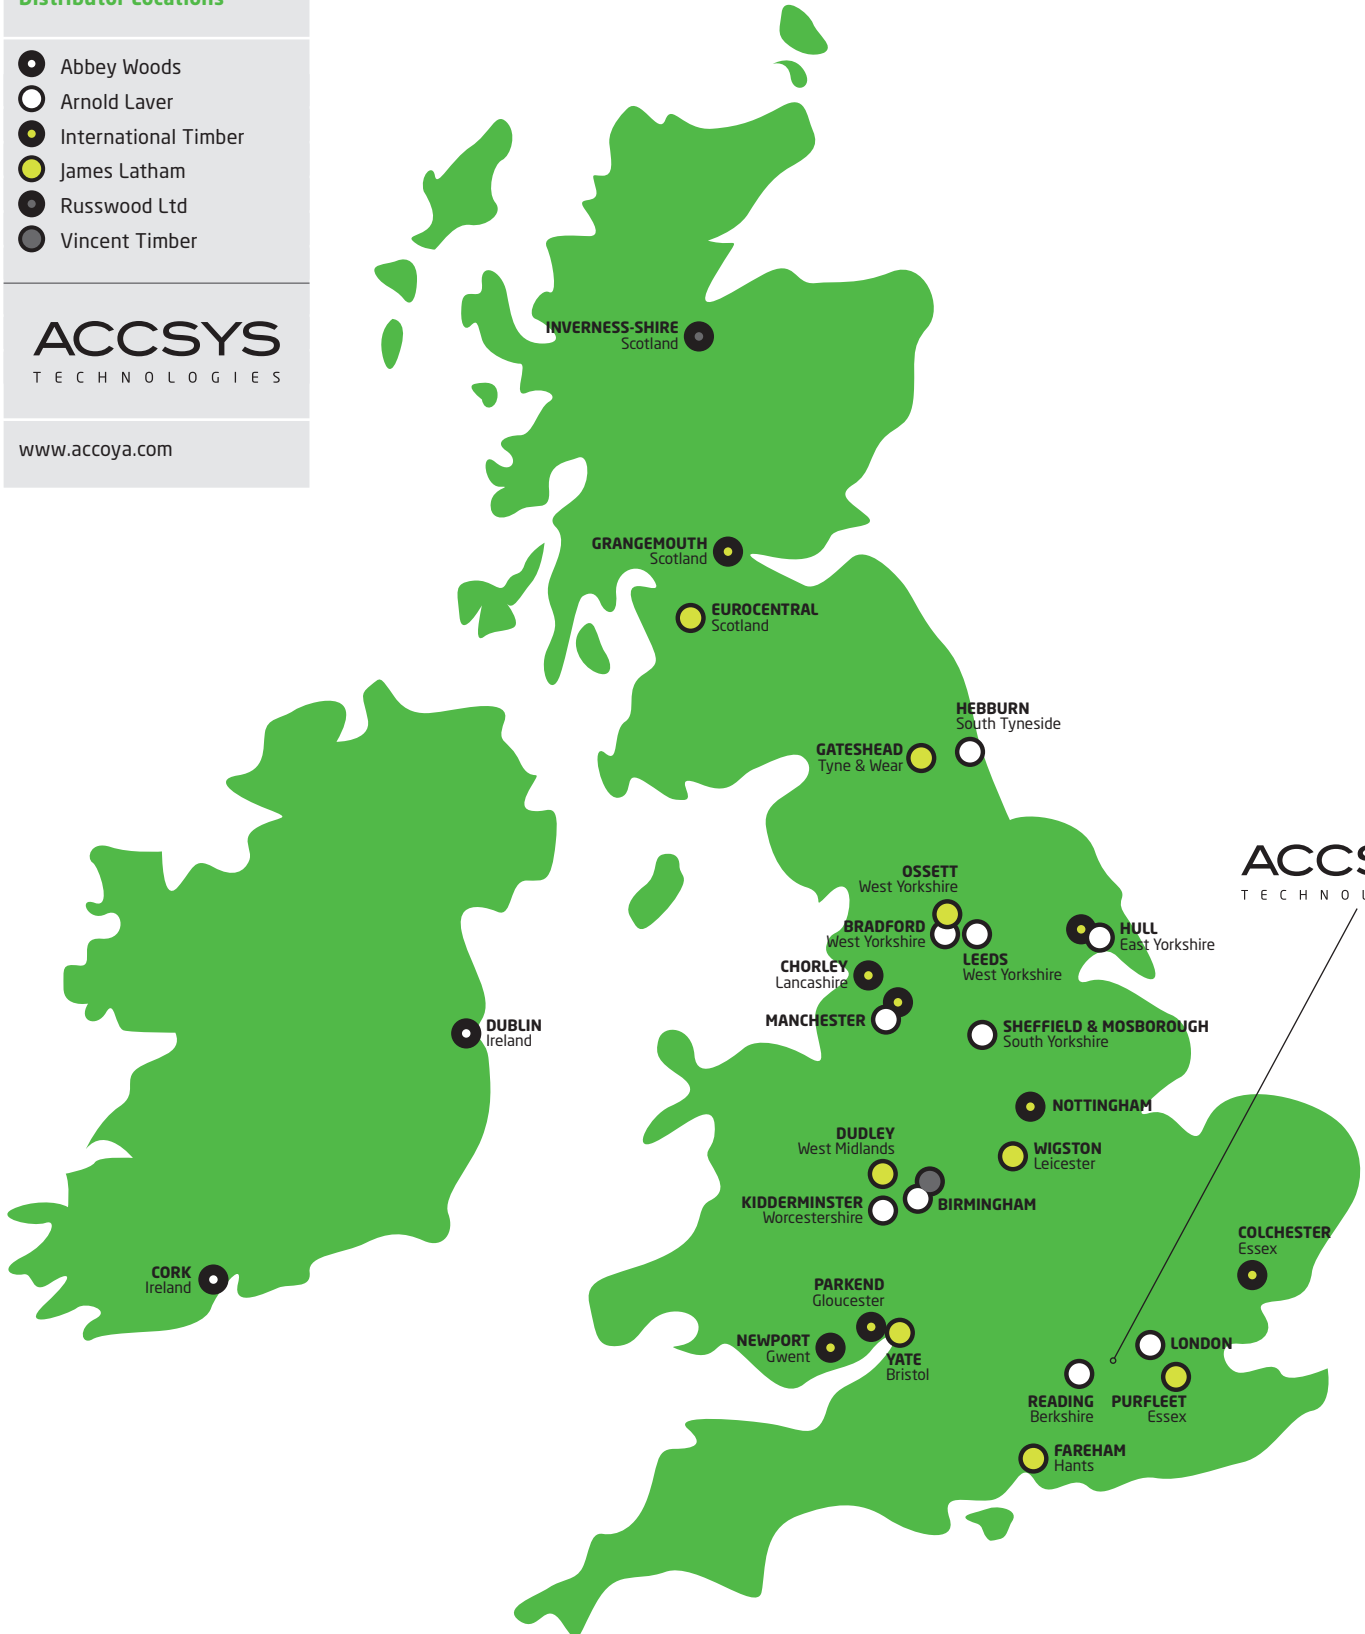 Distributor Locations
Abbey Woods
Arnold Laver
International Timber
James Latham
Russwood Ltd
Vincent Timber
ACCSYS
TECHNOLOGIES
www.accoya.com
INVERNESS-SHIRE
Scotland
GRANGEMOUTH
Scotland
EUROCENTRAL
Scotland
HEBBURN
South Tyneside
GATESHEAD
Tyne & Wear
ACCS
TECHNOL
OSSETT
West Yorkshire
BRADFORD
West Yorkshire
HULL
East Yorkshire
LEEDS
West Yorkshire
CHORLEY
Lancashire
MANCHESTER
SHEFFIELD & MOSBOROUGH
South Yorkshire
DUBLIN
Ireland
NOTTINGHAM
DUDLEY
West Midlands
WIGSTON
Leicester
KIDDERMINSTER
Worcestershire
BIRMINGHAM
COLCHESTER
Essex
CORK
Ireland
PARKEND
Gloucester
NEWPORT
Gwent
YATE
Bristol
LONDON
READING
Berkshire
PURFLEET
Essex
FAREHAM
Hants